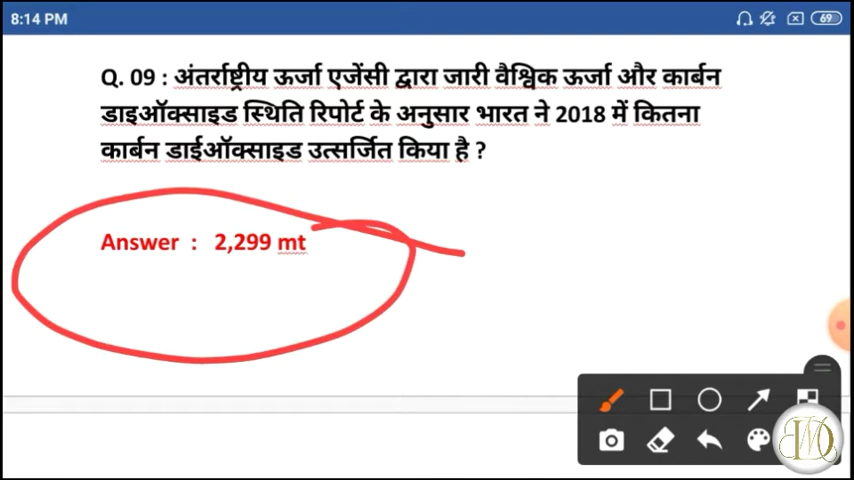 8:14 PM
69
Q. 09 : अंतर्राष्ट्रीय ऊर्जा एजेंसी द्वारा जारी वैश्विक ऊर्जा और कार्बन
डाइऑक्साइड स्थिति रिपोर्ट के अनुसार भारत ने 2018 में कितना
कार्बन डाईऑक्साइड उत्सर्जित किया है ?
Answer : 2,299 mt